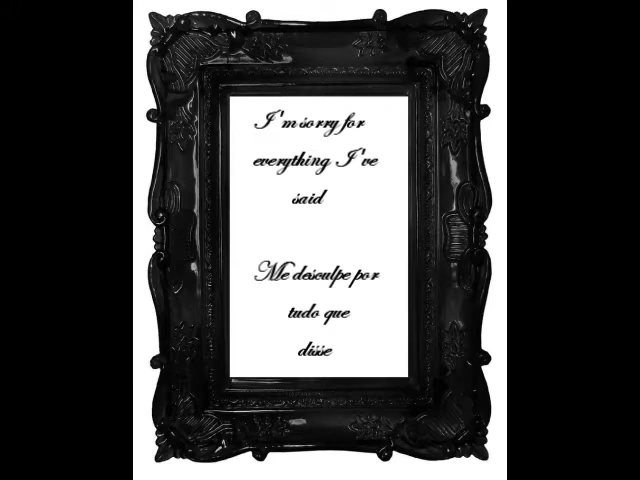 I'm sorry for
everything I've
said
Me desculpe por
tudo que
disse